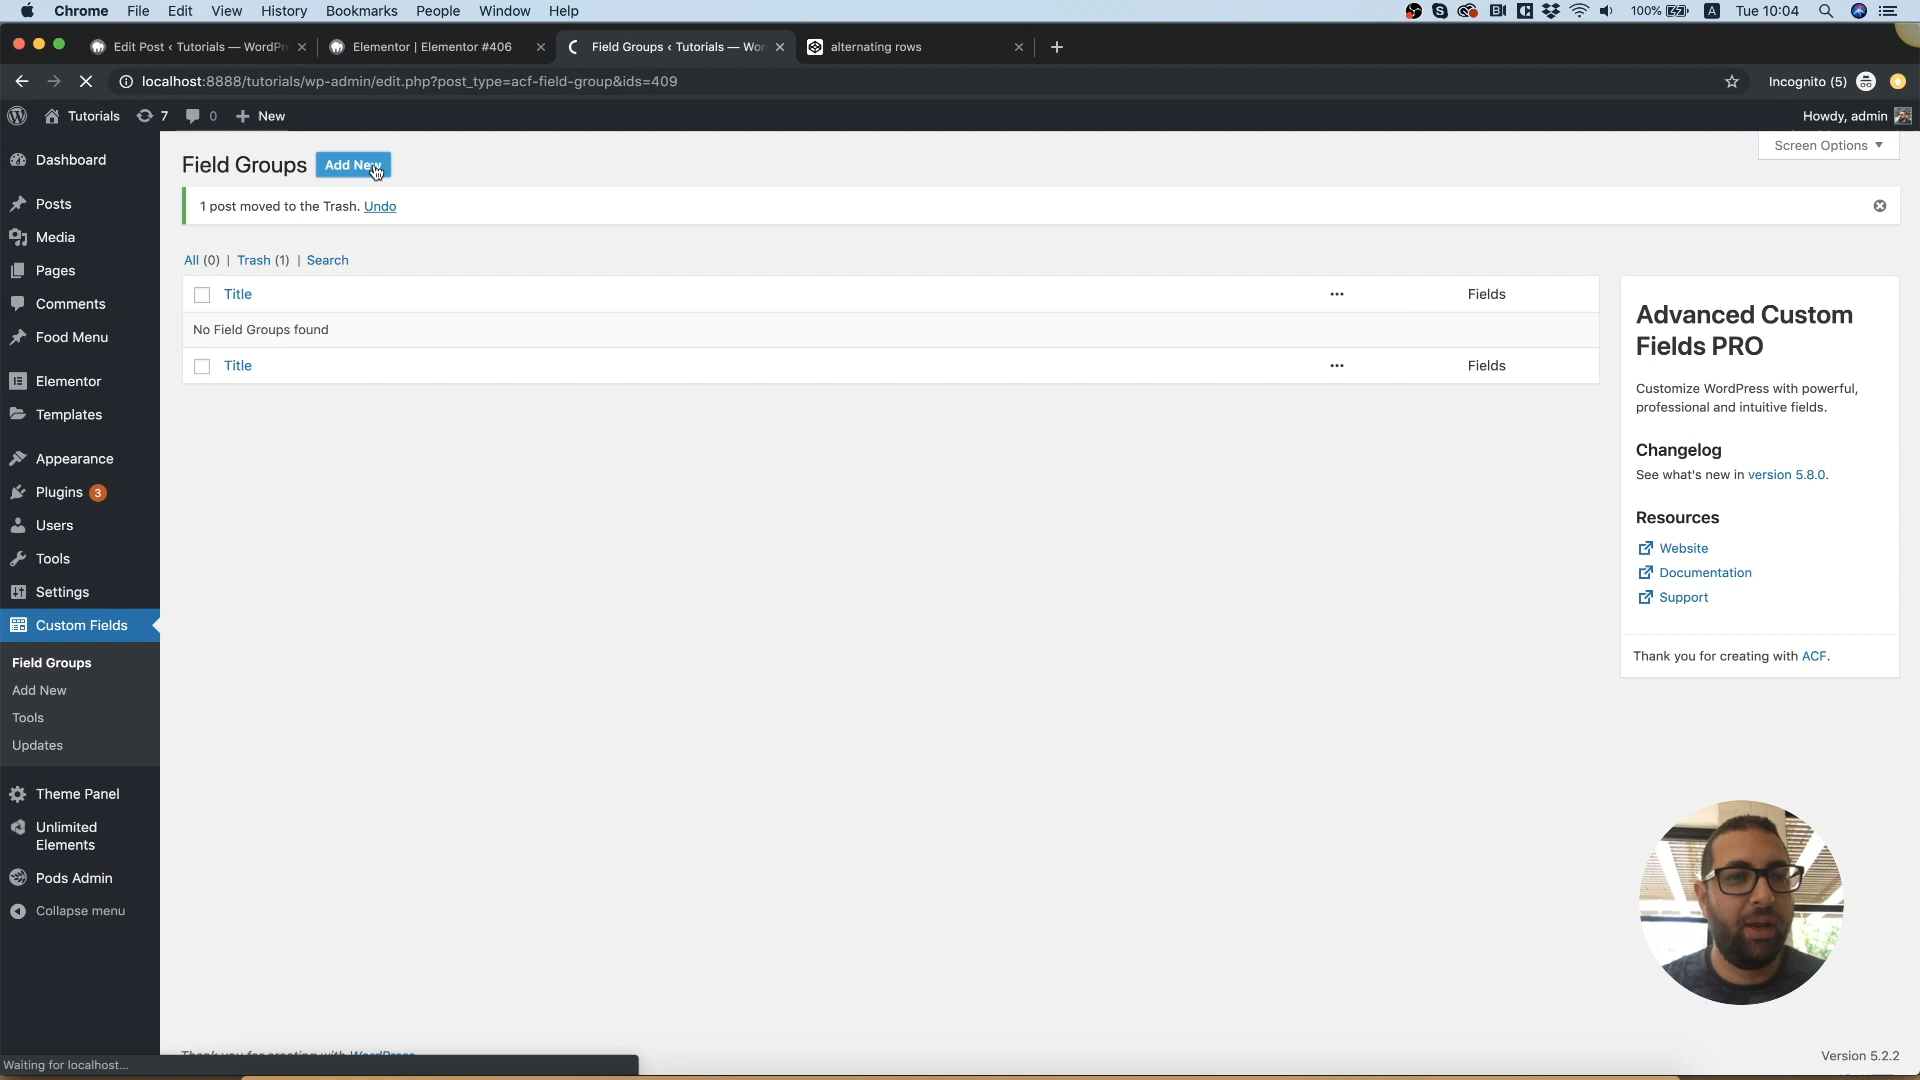 Chrome File Edit View History Bookmarks People Window Help
100%
A
Tue 10:04
Edit Post ‹ Tutorials — WordPr
Elementor | Elementor #406
Field Groups ‹ Tutorials — Wor
alternating rows
localhost:8888/tutorials/wp-admin/edit.php?post_type=acf-field-group&ids=409
Incognito (5)
Tutorials 7 0 New
Howdy, admin
Dashboard
Posts
Media
Pages
Comments
Food Menu
Elementor
Templates
Appearance
Plugins 3
Users
Tools
Settings
Custom Fields
Field Groups
Add New
Tools
Updates
Theme Panel
Unlimited
Elements
Pods Admin
Collapse menu
Screen Options
Field Groups
Add New
1 post moved to the Trash. Undo
All (0) | Trash (1) | Search
Title ••• Fields
No Field Groups found
Title ••• Fields
Advanced Custom
Fields PRO
Customize WordPress with powerful,
professional and intuitive fields.
Changelog
See what's new in version 5.8.0.
Resources
Website
Documentation
Support
Thank you for creating with ACF.
Thank you for creating with WordPress
Version 5.2.2
Waiting for localhost...